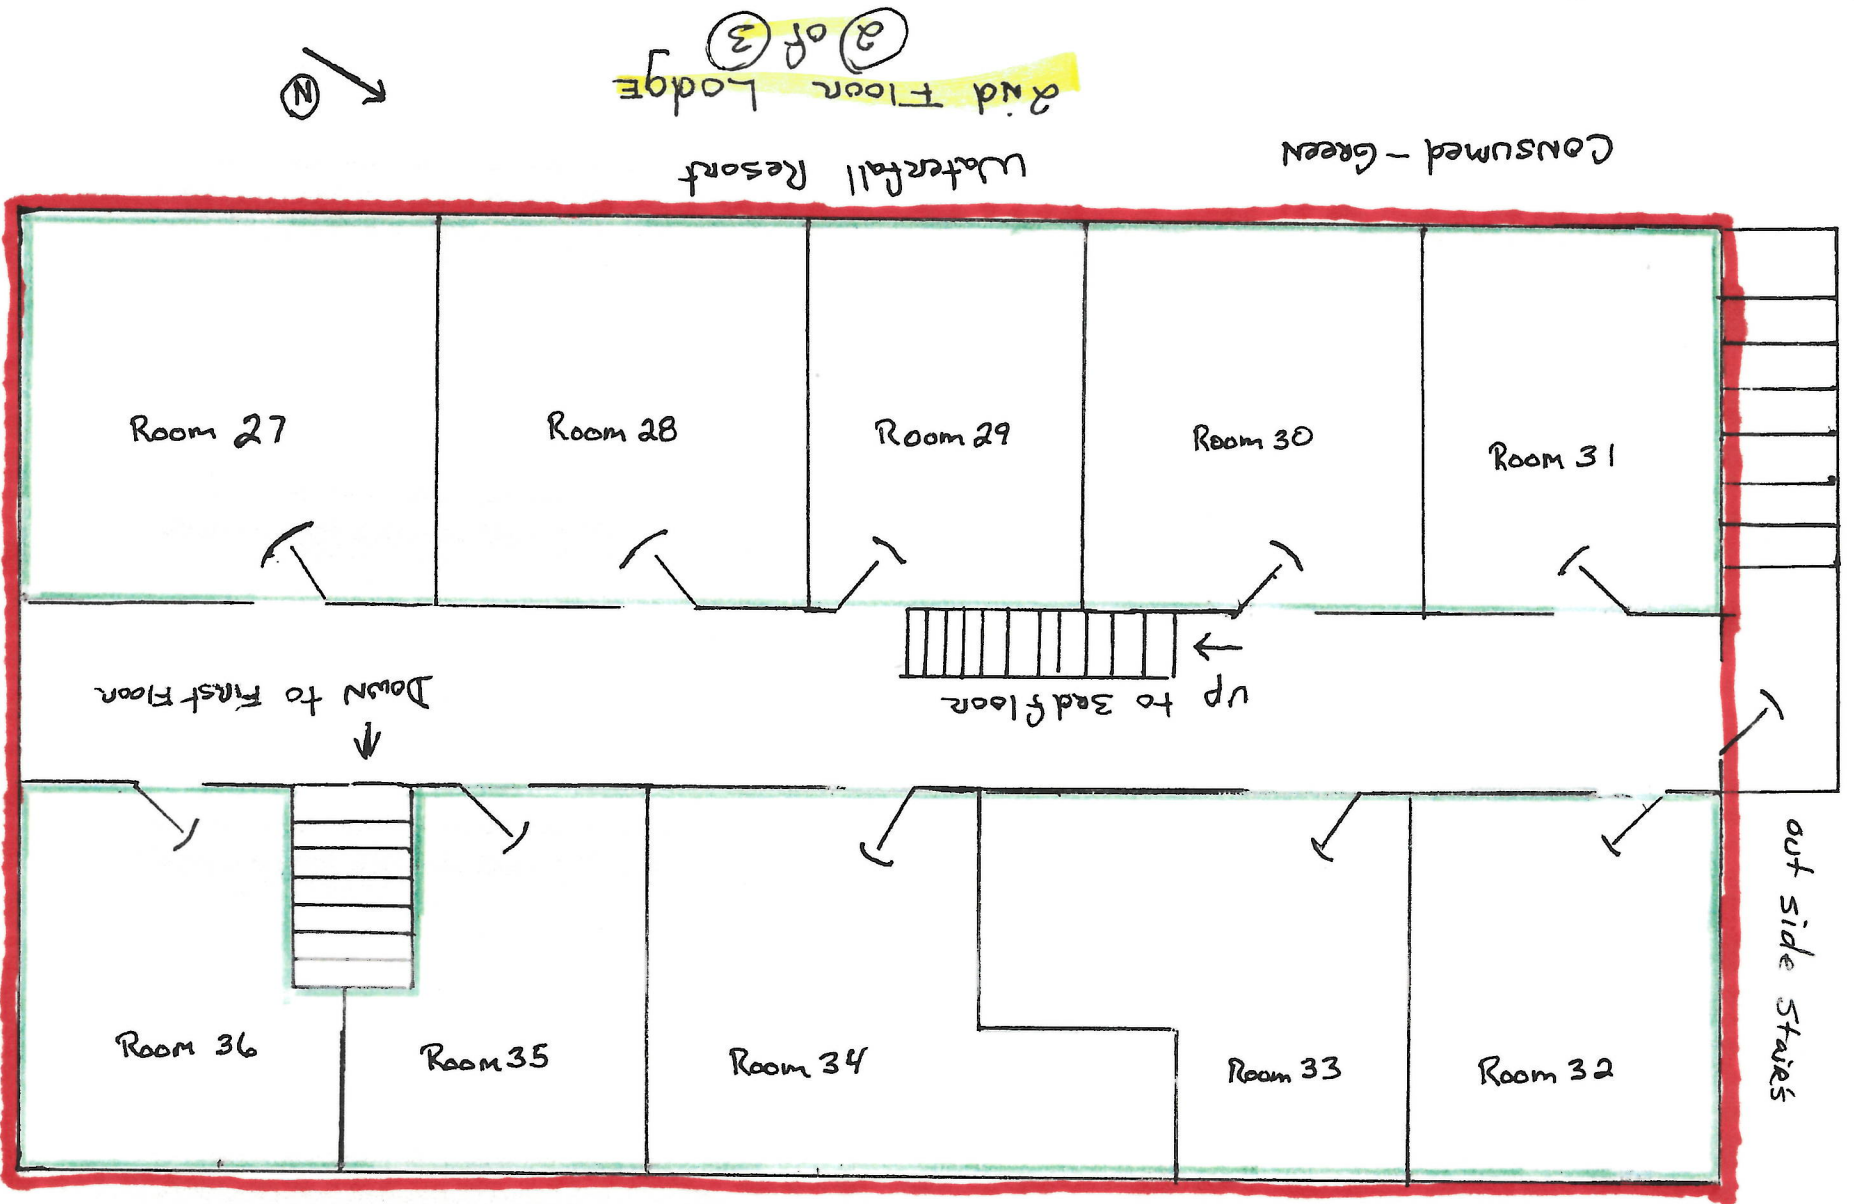 2nd Floor Lodge
2 of 3
Waterfall Resort
Consumed - Green
N
Room 27
Room 28
Room 29
Room 30
Room 31
Down to First Floor
Up to 3rd Floor
Room 36
Room 35
Room 34
Room 33
Room 32
out side Stairs